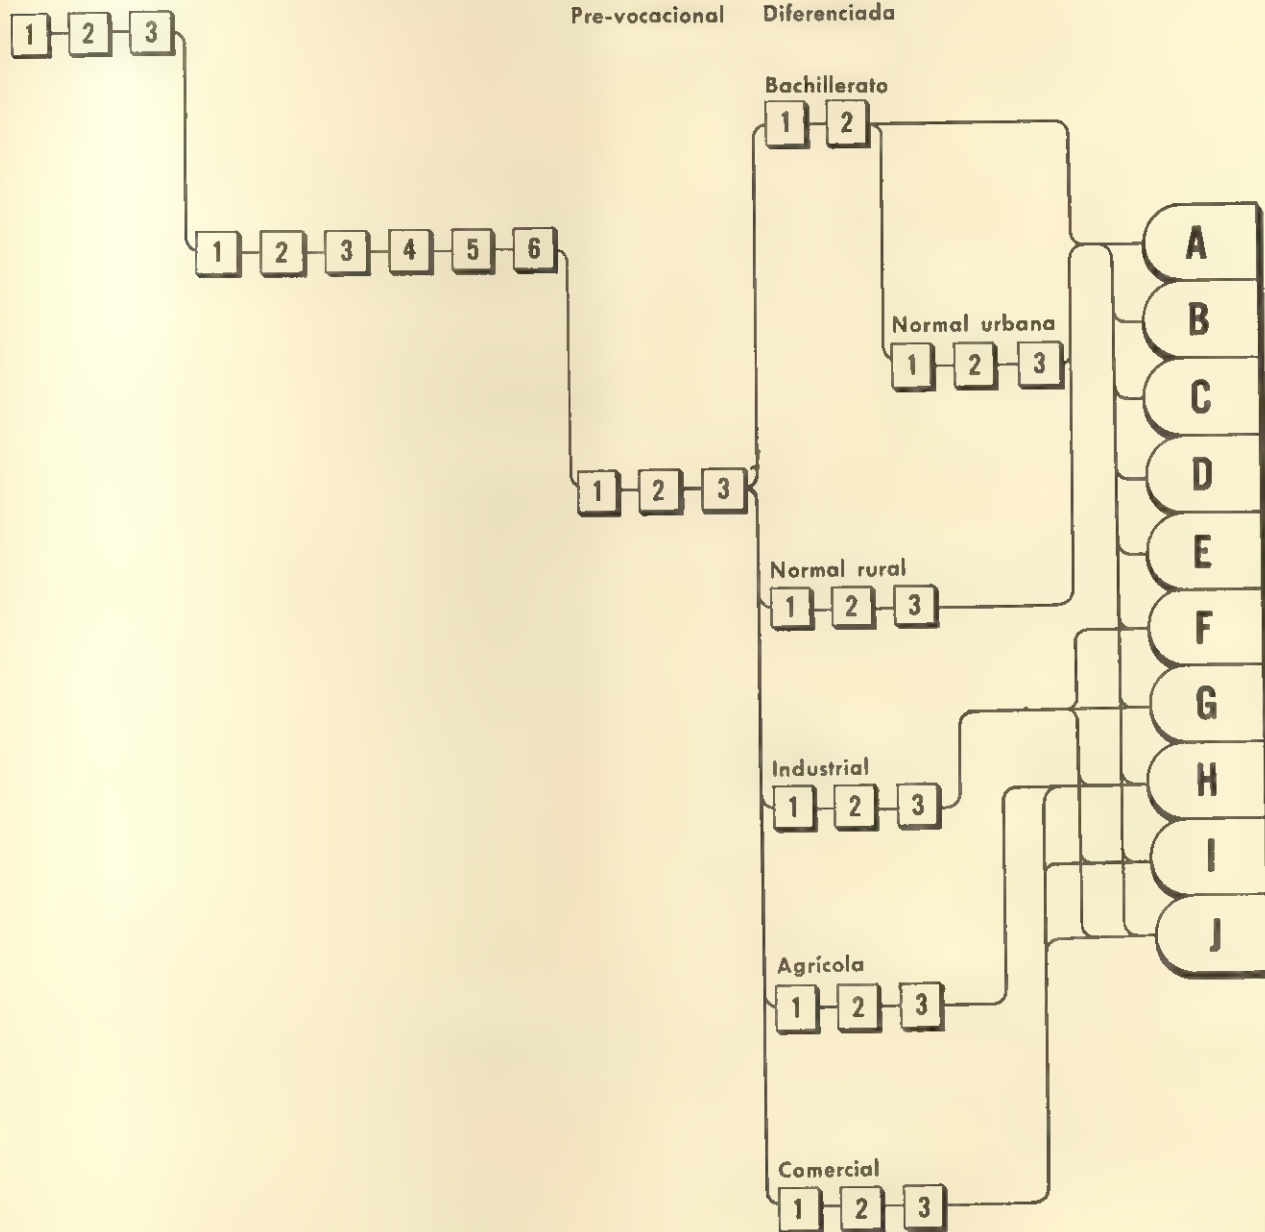 Pre-vocacional Diferenciada
1 2 3
Bachillerato
1 2
A
1 2 3 4 5 6
B
Normal urbana
1 2 3
C
D
1 2 3
E
Normal rural
1 2 3
F
G
Industrial
1 2 3
H
I
J
Agrícola
1 2 3
Comercial
1 2 3